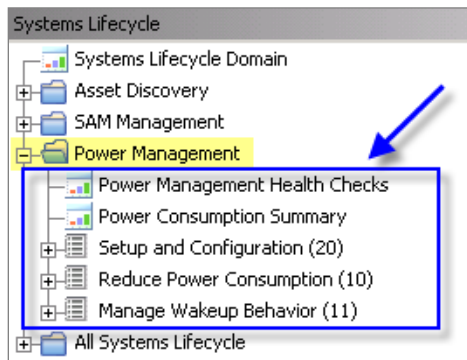 Systems Lifecycle
Systems Lifecycle Domain
Asset Discovery
SAM Management
Power Management
Power Management Health Checks
Power Consumption Summary
Setup and Configuration (20)
Reduce Power Consumption (10)
Manage Wakeup Behavior (11)
All Systems Lifecycle